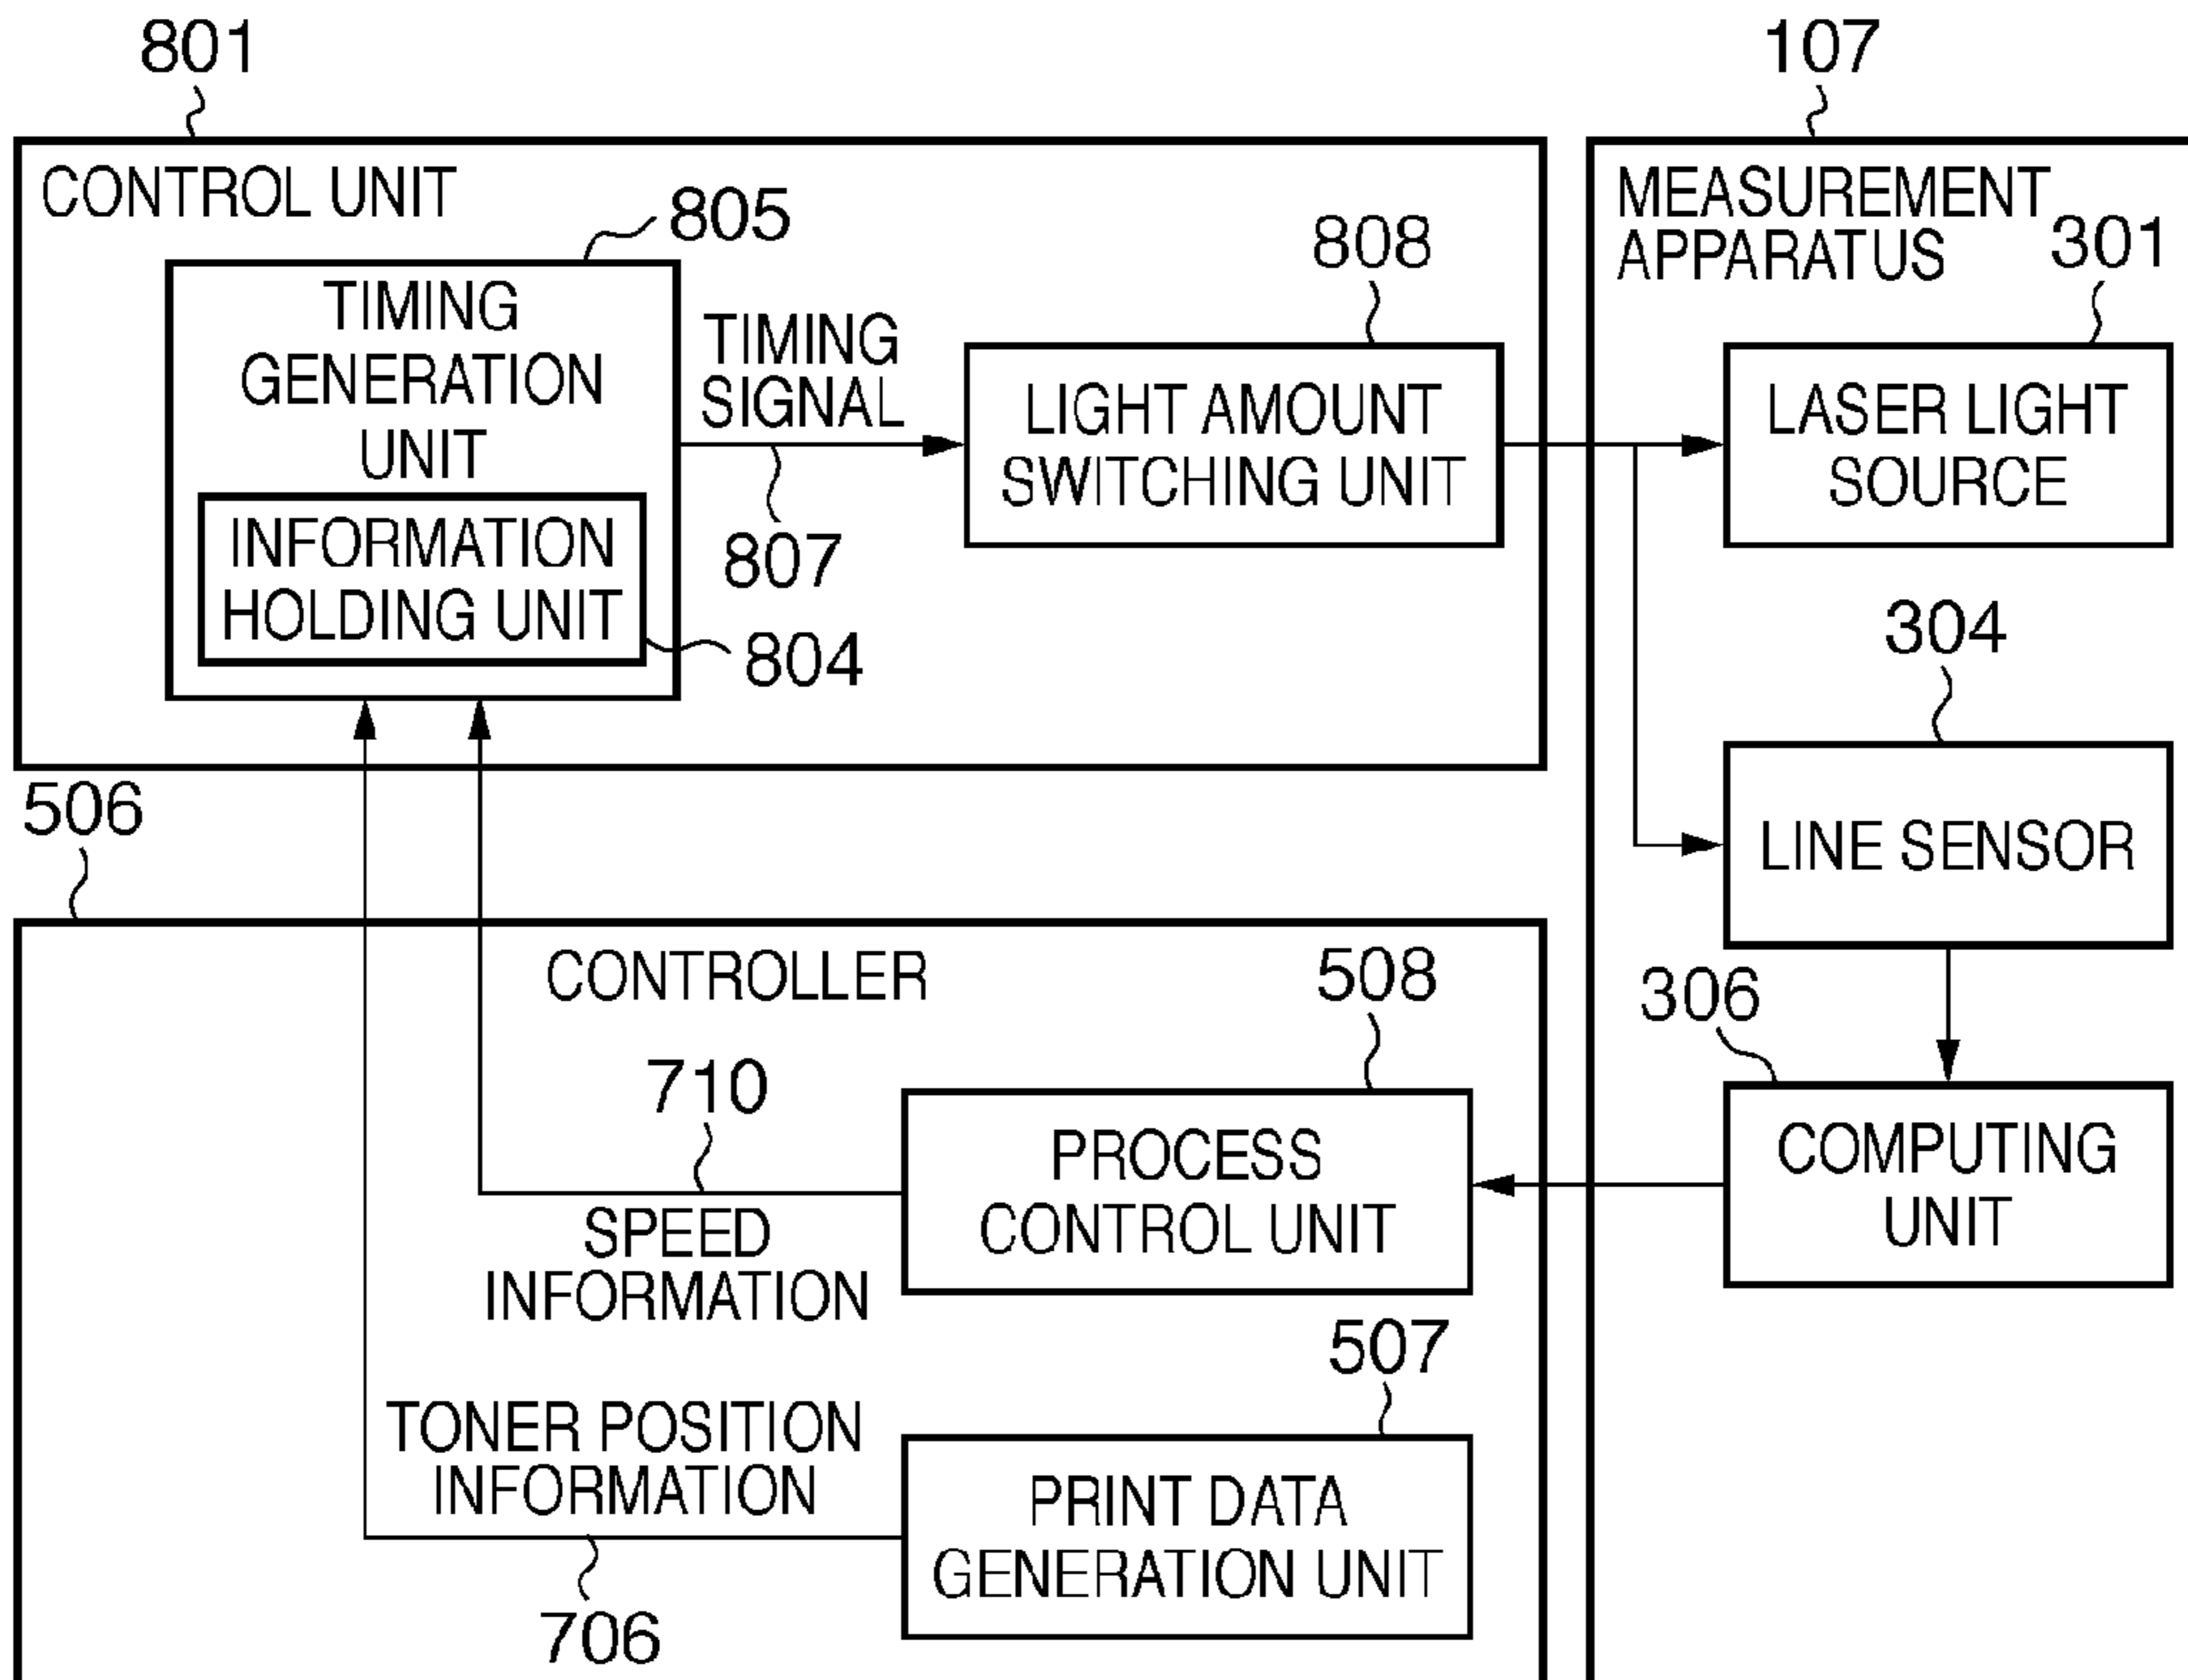 801
107
CONTROL UNIT
805
TIMING
GENERATION
UNIT
INFORMATION
HOLDING UNIT
804
TIMING
SIGNAL
807
808
LIGHT AMOUNT
SWITCHING UNIT
MEASUREMENT
APPARATUS
301
LASER LIGHT
SOURCE
304
LINE SENSOR
306
COMPUTING
UNIT
506
CONTROLLER
508
PROCESS
CONTROL UNIT
710
SPEED
INFORMATION
507
PRINT DATA
GENERATION UNIT
TONER POSITION
INFORMATION
706